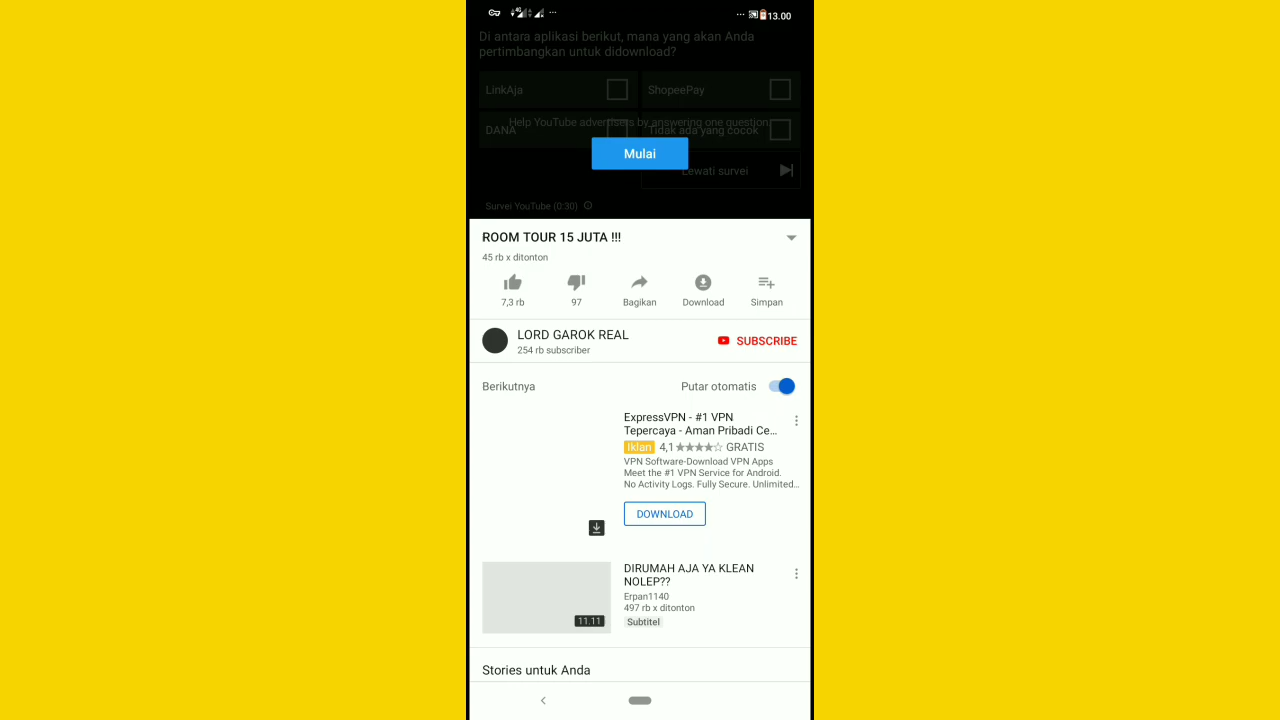 4G
13.00
Di antara aplikasi berikut, mana yang akan Anda
pertimbangkan untuk didownload?
LinkAja
ShopeePay
Help YouTube advertisers by answering one question
DANA
Tidak ada yang cocok
Mulai
Lewati survei
Survei YouTube (0:30)
ROOM TOUR 15 JUTA !!!
45 rb x ditonton
7,3 rb
97
Bagikan
Download
Simpan
LORD GAROK REAL
254 rb subscriber
SUBSCRIBE
Berikutnya
Putar otomatis
ExpressVPN - #1 VPN
Tepercaya - Aman Pribadi Ce...
Iklan 4,1 ★★★★☆ GRATIS
VPN Software-Download VPN Apps
Meet the #1 VPN Service for Android.
No Activity Logs. Fully Secure. Unlimited...
DOWNLOAD
DIRUMAH AJA YA KLEAN
NOLEP??
Erpan1140
497 rb x ditonton
11.11
Subtitel
Stories untuk Anda